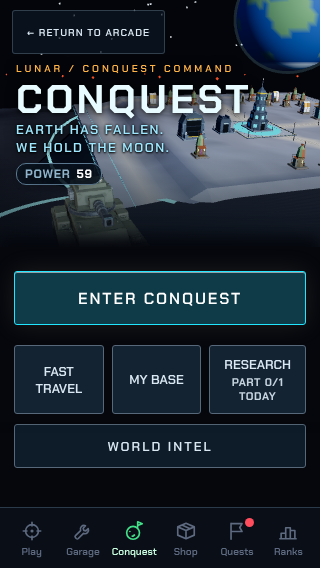 ← RETURN TO ARCADE
LUNAR / CONQUEST COMMAND
CONQUEST
EARTH HAS FALLEN.
WE HOLD THE MOON.
POWER 59
ENTER CONQUEST
FAST
TRAVEL
MY BASE
RESEARCH
PART 0/1
TODAY
WORLD INTEL
Play
Garage
Conquest
Shop
Quests
Ranks